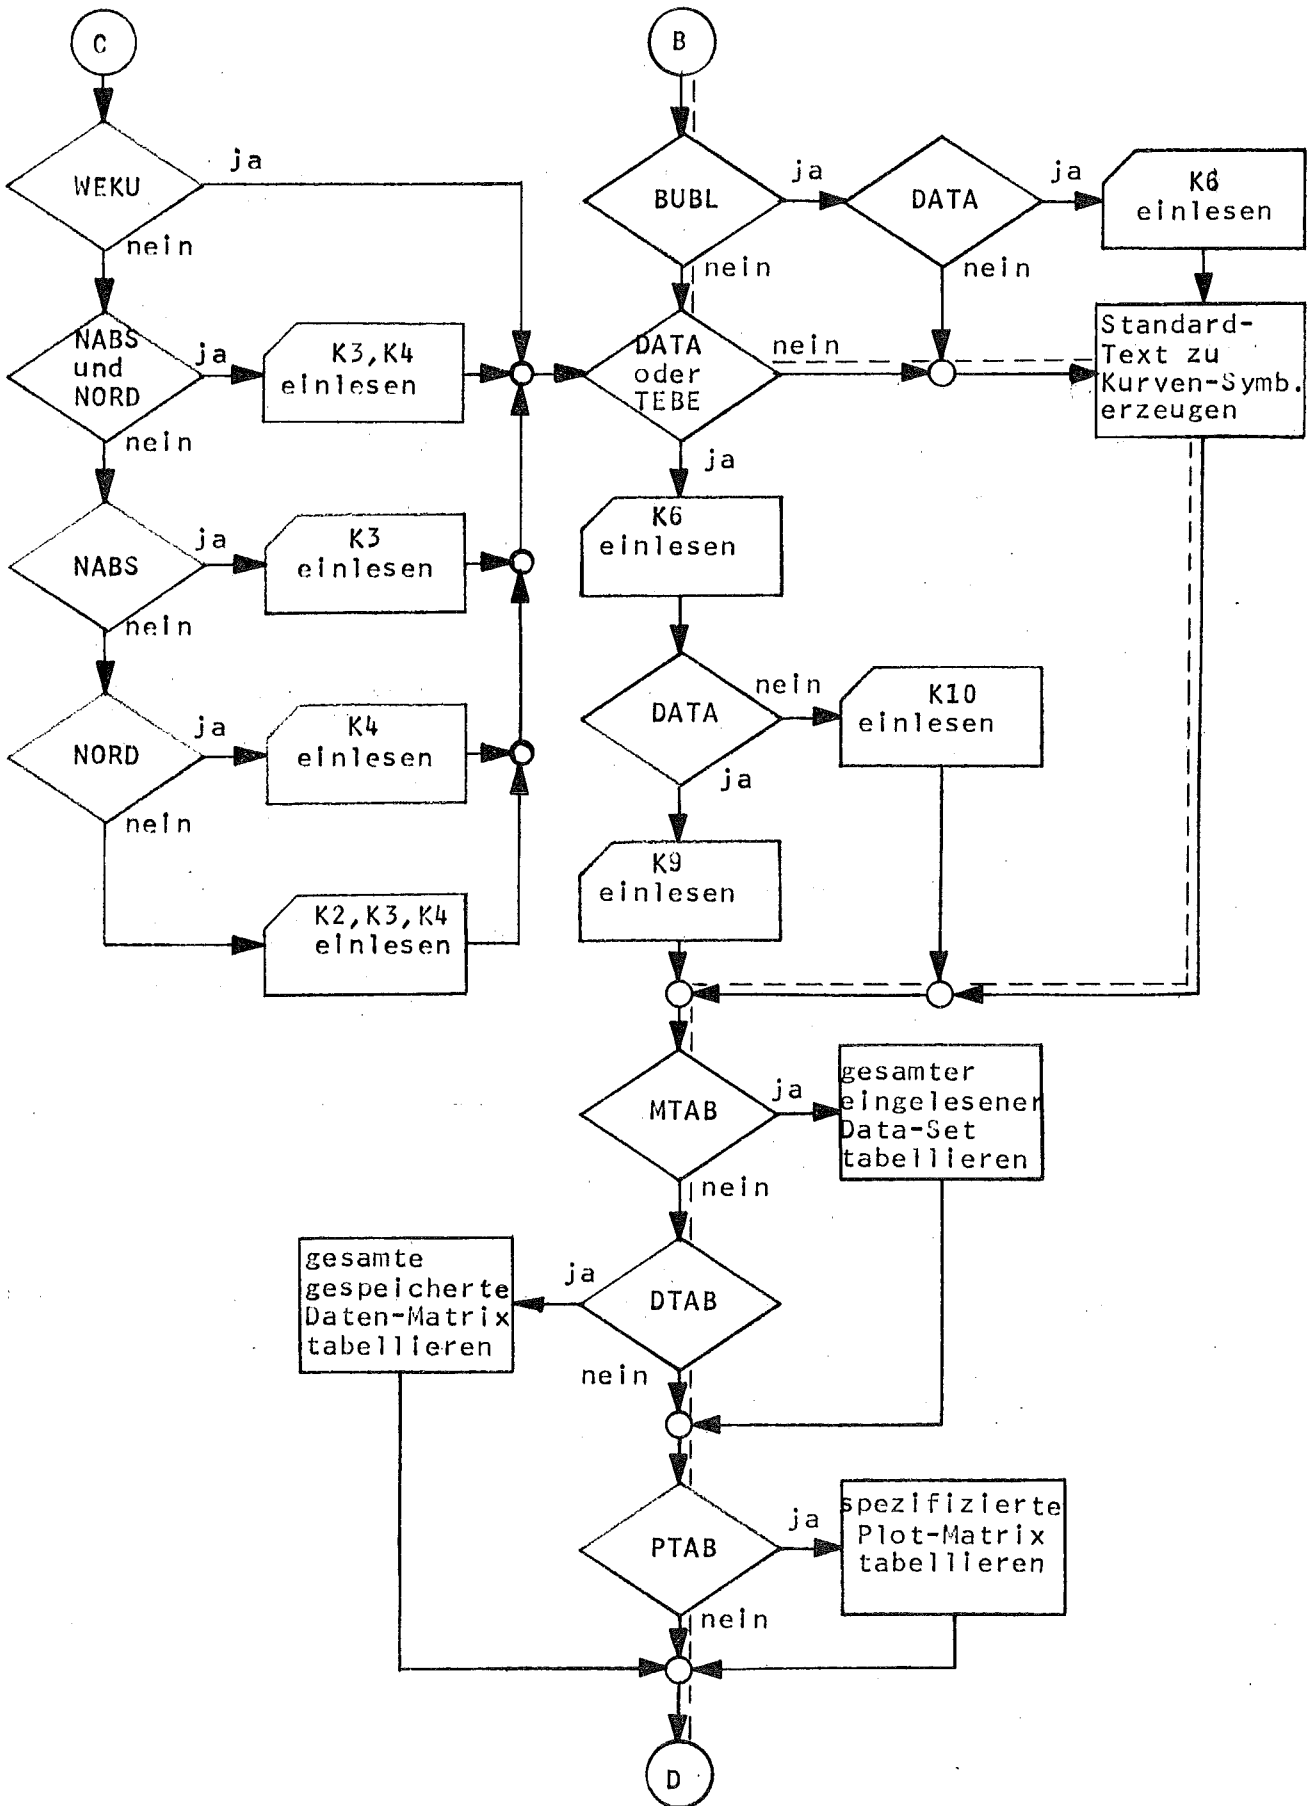 C
WEKU
ja
nein
NABS
und
NORD
ja
K3,K4
einlesen
nein
NABS
ja
K3
einlesen
nein
NORD
ja
K4
einlesen
nein
K2,K3,K4
einlesen
B
BUBL
ja
DATA
ja
K6
einlesen
nein
nein
DATA
oder
TEBE
nein
Standard-
Text zu
Kurven-Symb.
erzeugen
ja
K6
einlesen
DATA
nein
K10
einlesen
ja
K9
einlesen
MTAB
ja
gesamter
eingelesener
Data-Set
tabellieren
nein
DTAB
ja
gesamte
gespeicherte
Daten-Matrix
tabellieren
nein
PTAB
ja
spezifizierte
Plot-Matrix
tabellieren
nein
D